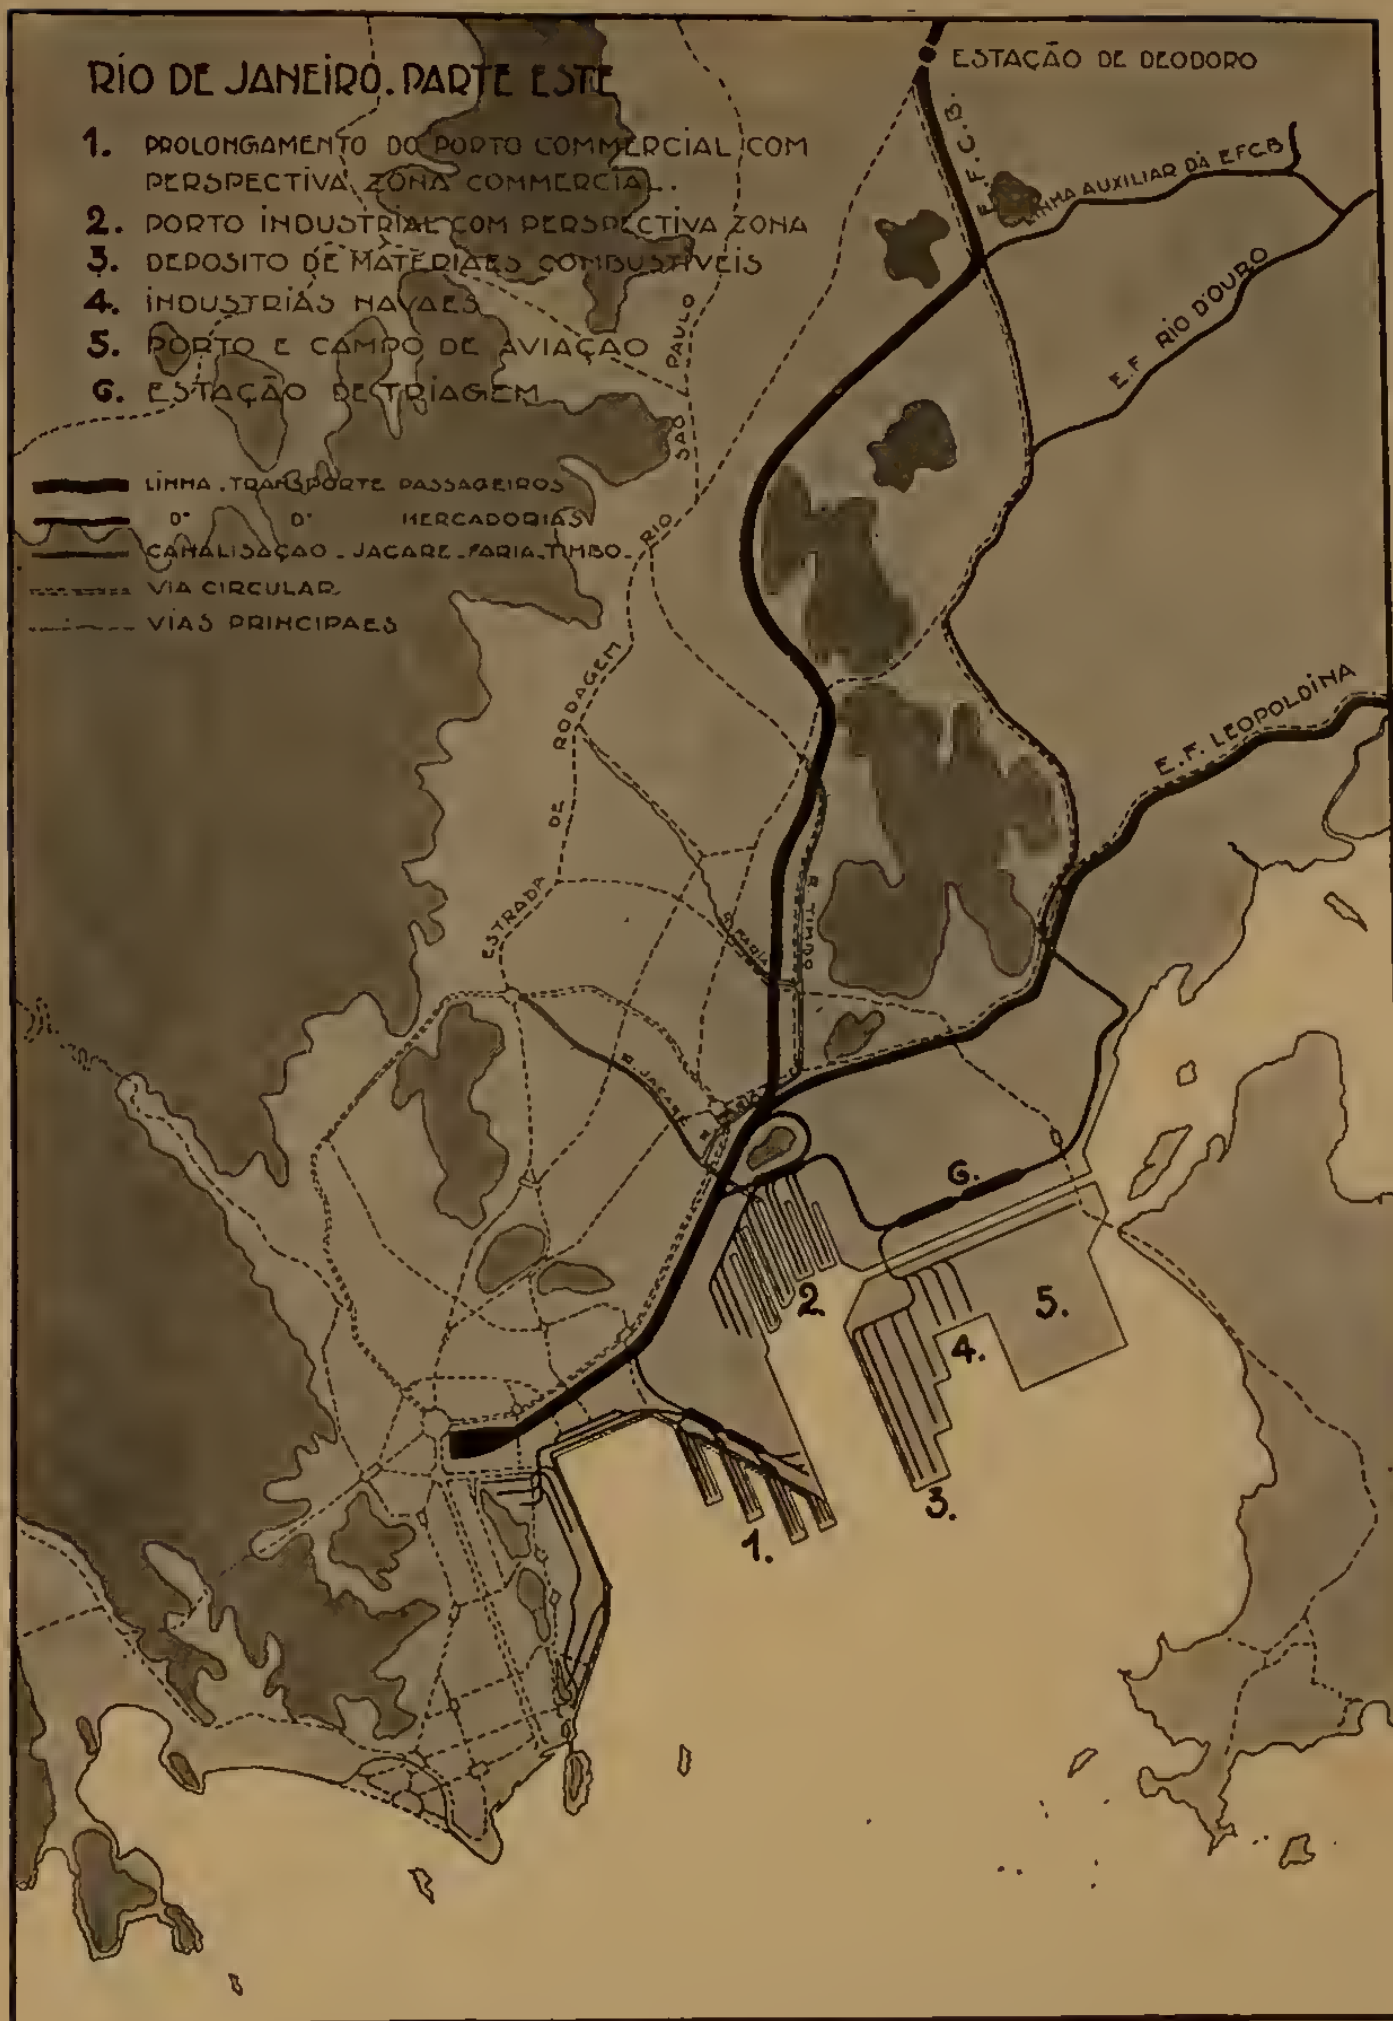 RIO DE JANEIRO. PARTE ESTE
1. PROLONGAMENTO DO PORTO COMMERCIAL COM
PERSPECTIVA ZONA COMMERCIAL.
2. PORTO INDUSTRIAL COM PERSPECTIVA ZONA
3. DEPOSITO DE MATERIAES COMBUSTIVEIS
4. INDUSTRIAS NAVAES
5. PORTO E CAMPO DE AVIAÇÃO
6. ESTAÇÃO DE TRIAGEM
LINHA . TRANSPORTE PASSAGEIROS
Dº Dº MERCADORIAS
CANALISAÇÃO - JACARE - FARIA - TIMBO
VIA CIRCULAR
VIAS PRINCIPAES
ESTAÇÃO DE DEODORO
E.F.C.B.
LINHA AUXILIAR DA EFCB
E.F. RIO D'OURO
E.F. LEOPOLDINA
ESTRADA DE RODAGEM RIO SÃO PAULO
R. TIMBO
R. FARIA
R. JACARÉ
6.
2.
5.
4.
3.
1.